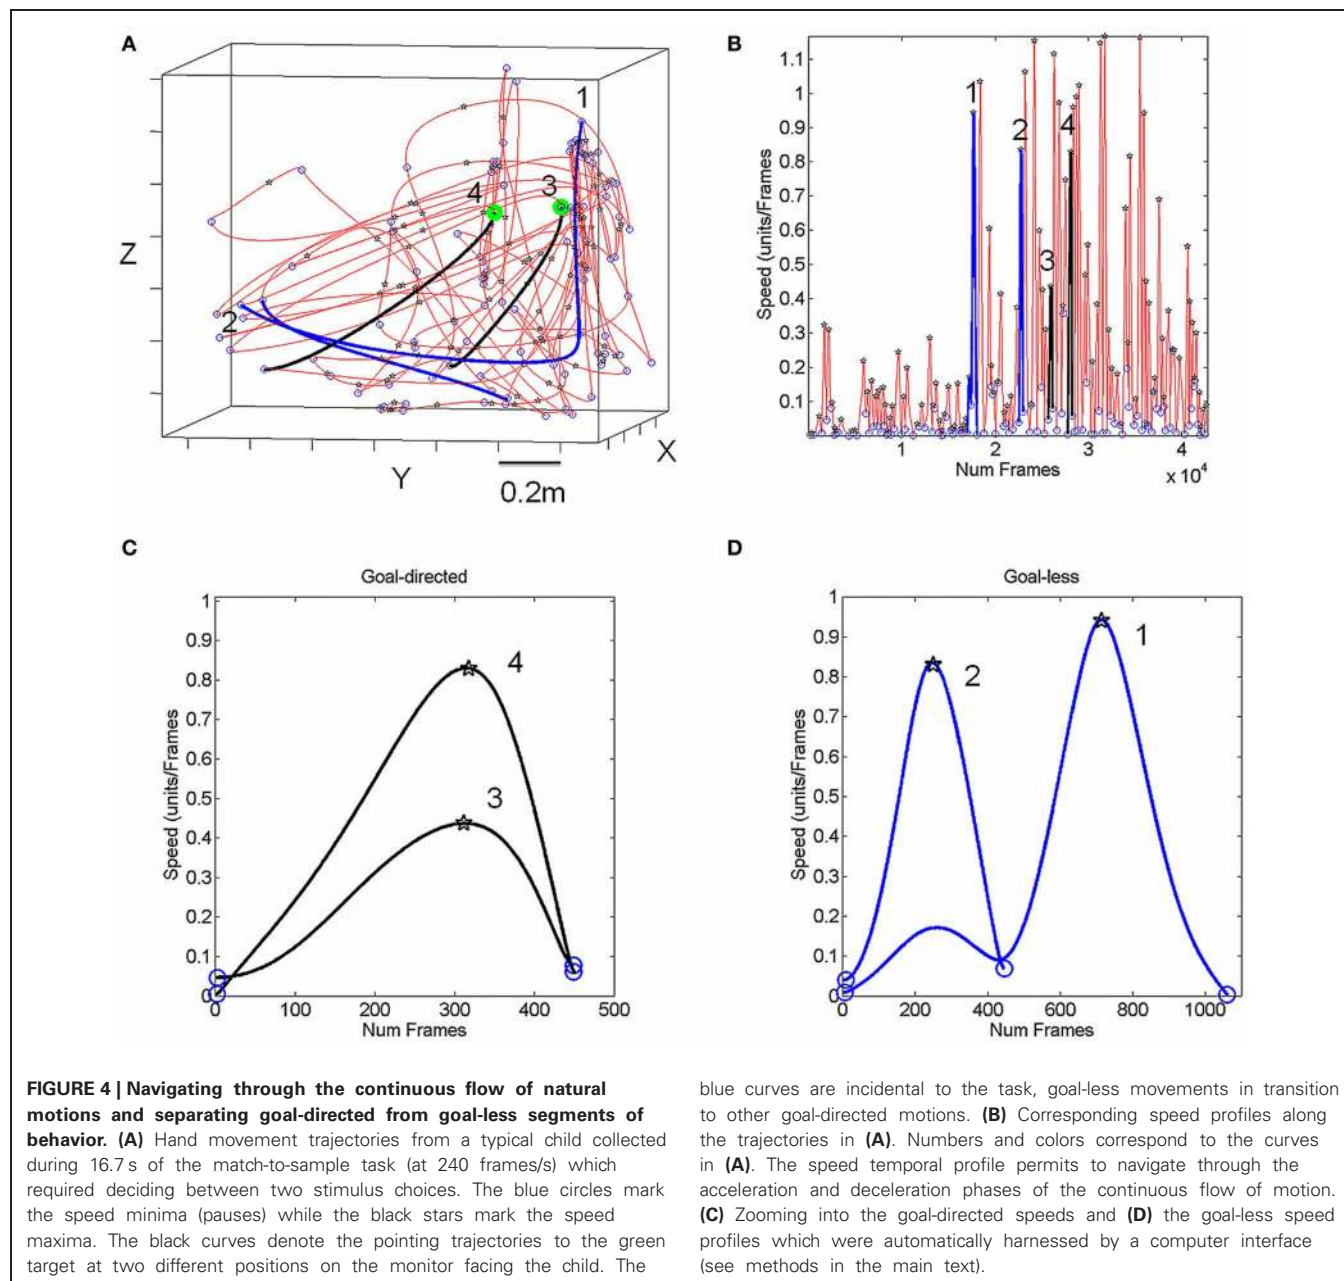 A
1
4
3
Z
2
Y
X
0.2m
B
1.1
1
0.9
0.8
0.7
0.6
0.5
0.4
0.3
0.2
0.1
Speed (units/Frames)
1
2
4
3
1
2
3
4
Num Frames
x 10⁴
C
Goal-directed
1
0.9
0.8
0.7
0.6
0.5
0.4
0.3
0.2
0.1
0
Speed (units/Frames
4
3
0
100
200
300
400
500
Num Frames
D
Goal-less
1
0.9
0.8
0.7
0.6
0.5
0.4
0.3
0.2
0.1
0
Speed (units/Frames
1
2
0
200
400
600
800
1000
Num Frames
FIGURE 4 | Navigating through the continuous flow of natural
motions and separating goal-directed from goal-less segments of
behavior. (A) Hand movement trajectories from a typical child collected
during 16.7 s of the match-to-sample task (at 240 frames/s) which
required deciding between two stimulus choices. The blue circles mark
the speed minima (pauses) while the black stars mark the speed
maxima. The black curves denote the pointing trajectories to the green
target at two different positions on the monitor facing the child. The
blue curves are incidental to the task, goal-less movements in transition
to other goal-directed motions. (B) Corresponding speed profiles along
the trajectories in (A). Numbers and colors correspond to the curves
in (A). The speed temporal profile permits to navigate through the
acceleration and deceleration phases of the continuous flow of motion.
(C) Zooming into the goal-directed speeds and (D) the goal-less speed
profiles which were automatically harnessed by a computer interface
(see methods in the main text).